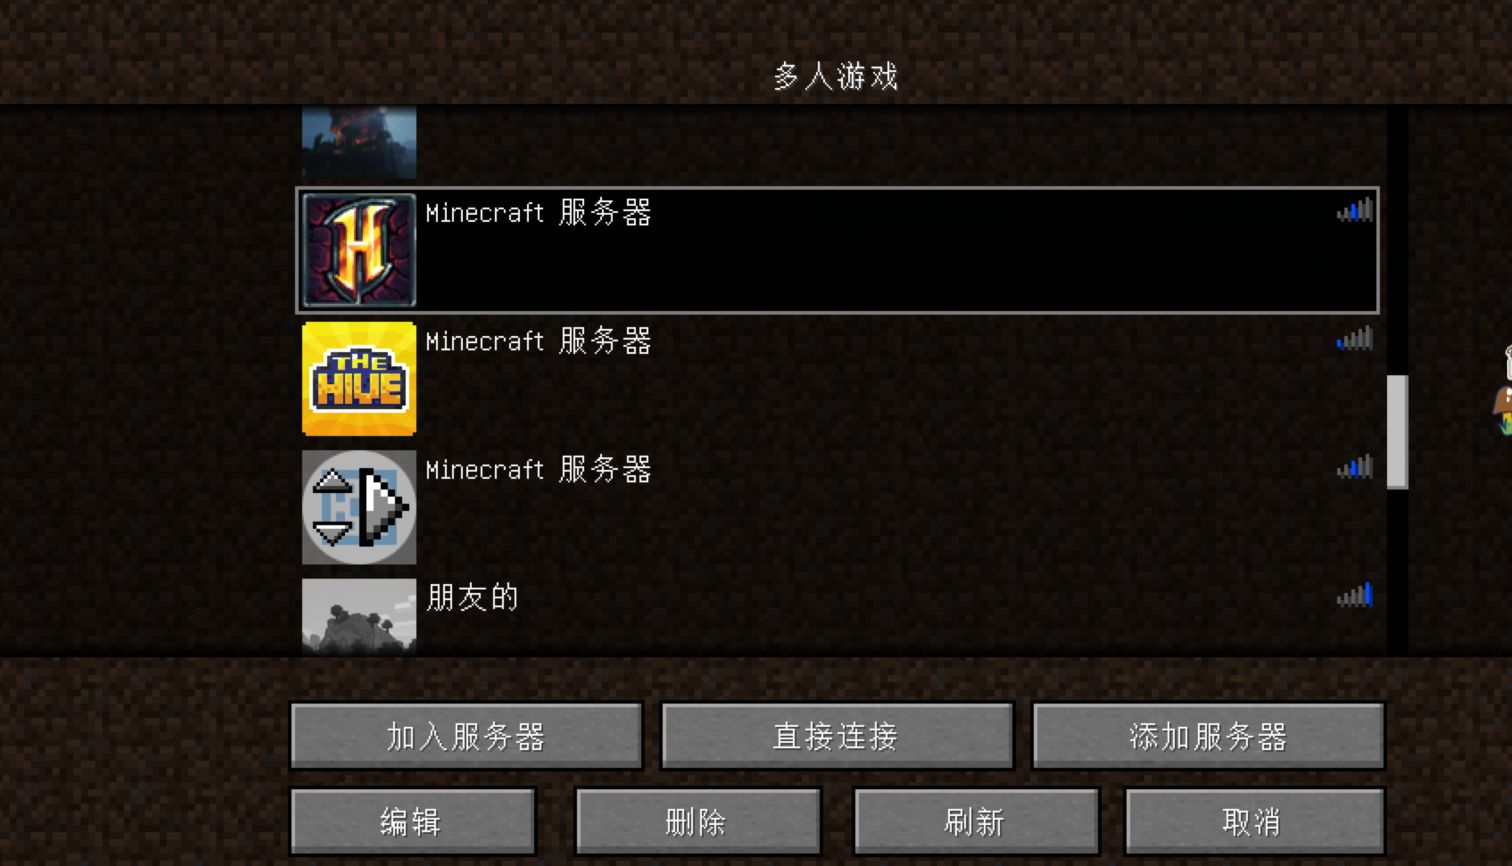 多人游戏
Minecraft 服务器
H
Minecraft 服务器
THE
HIVE
Minecraft 服务器
朋友的
加入服务器
直接连接
添加服务器
编辑
删除
刷新
取消